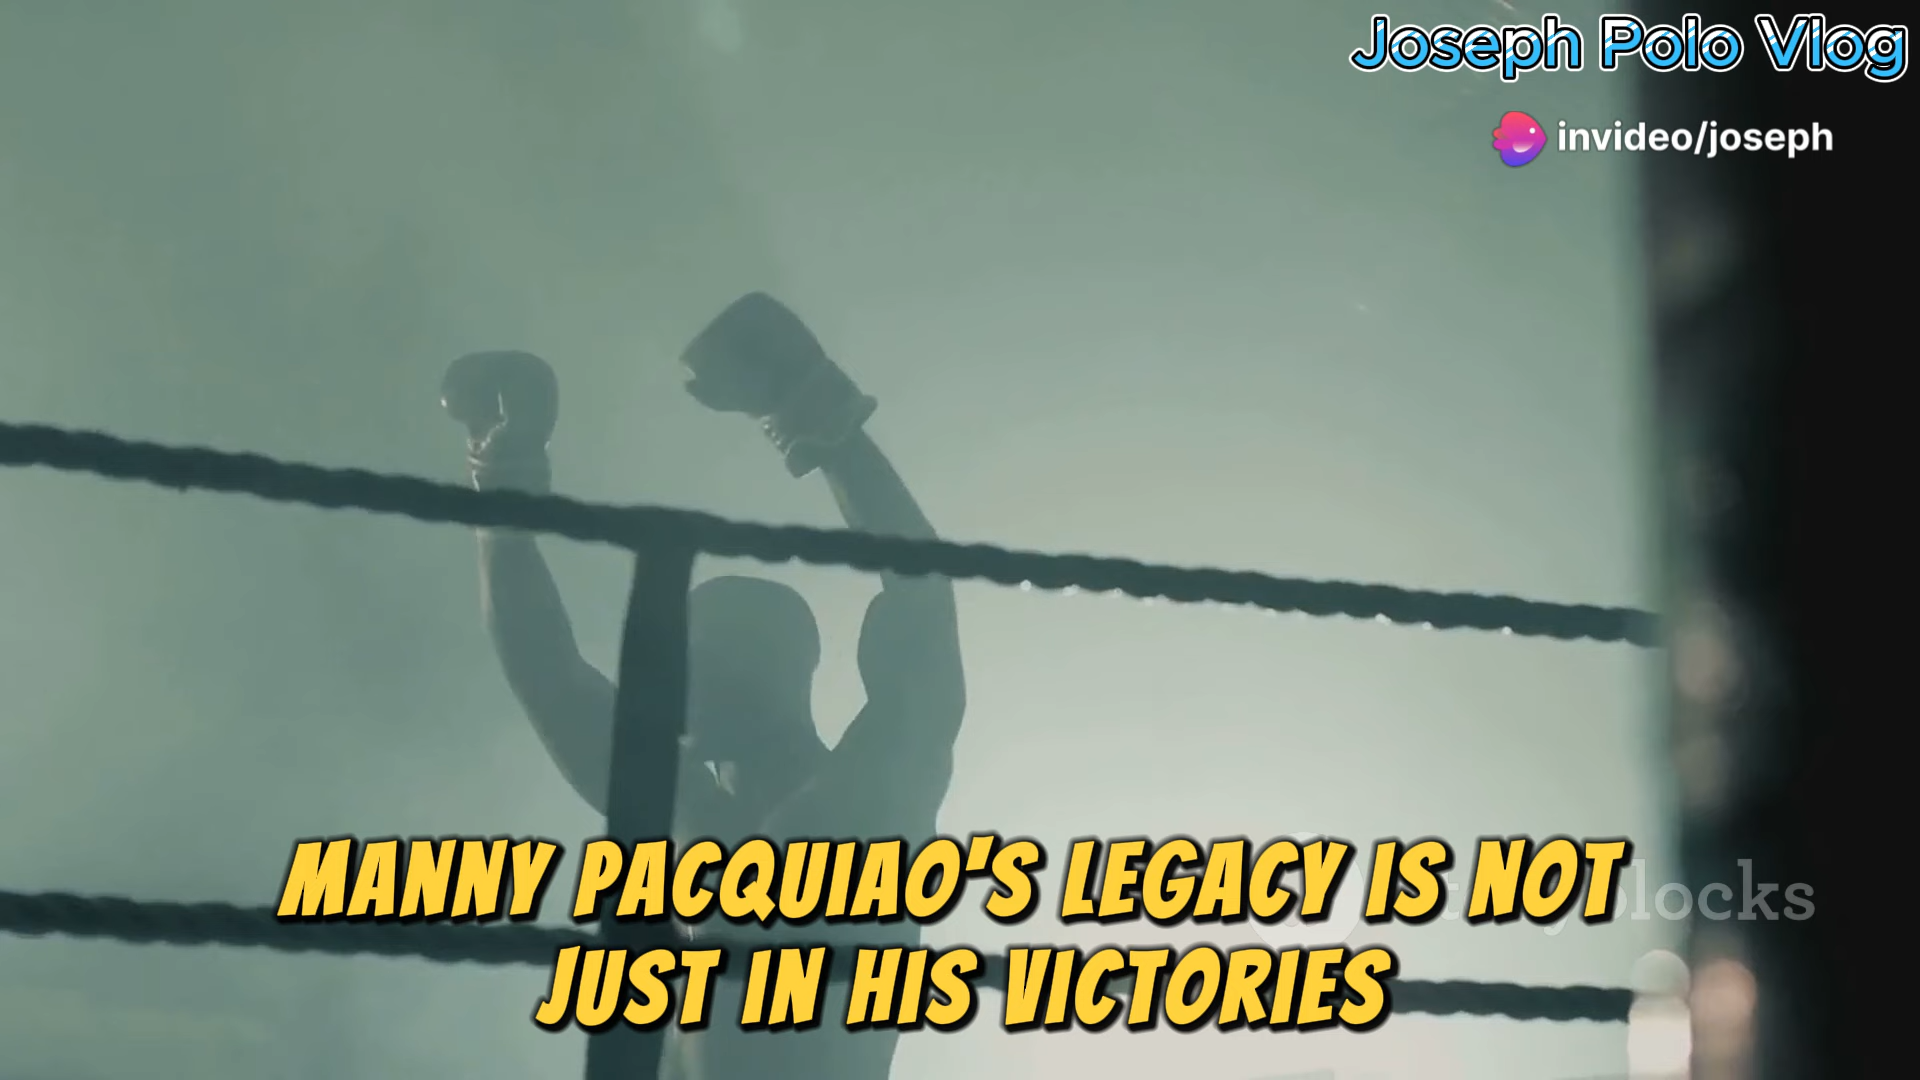 Joseph Polo Vlog
invideo/joseph
MANNY PACQUIAO'S LEGACY IS NOT
JUST IN HIS VICTORIES